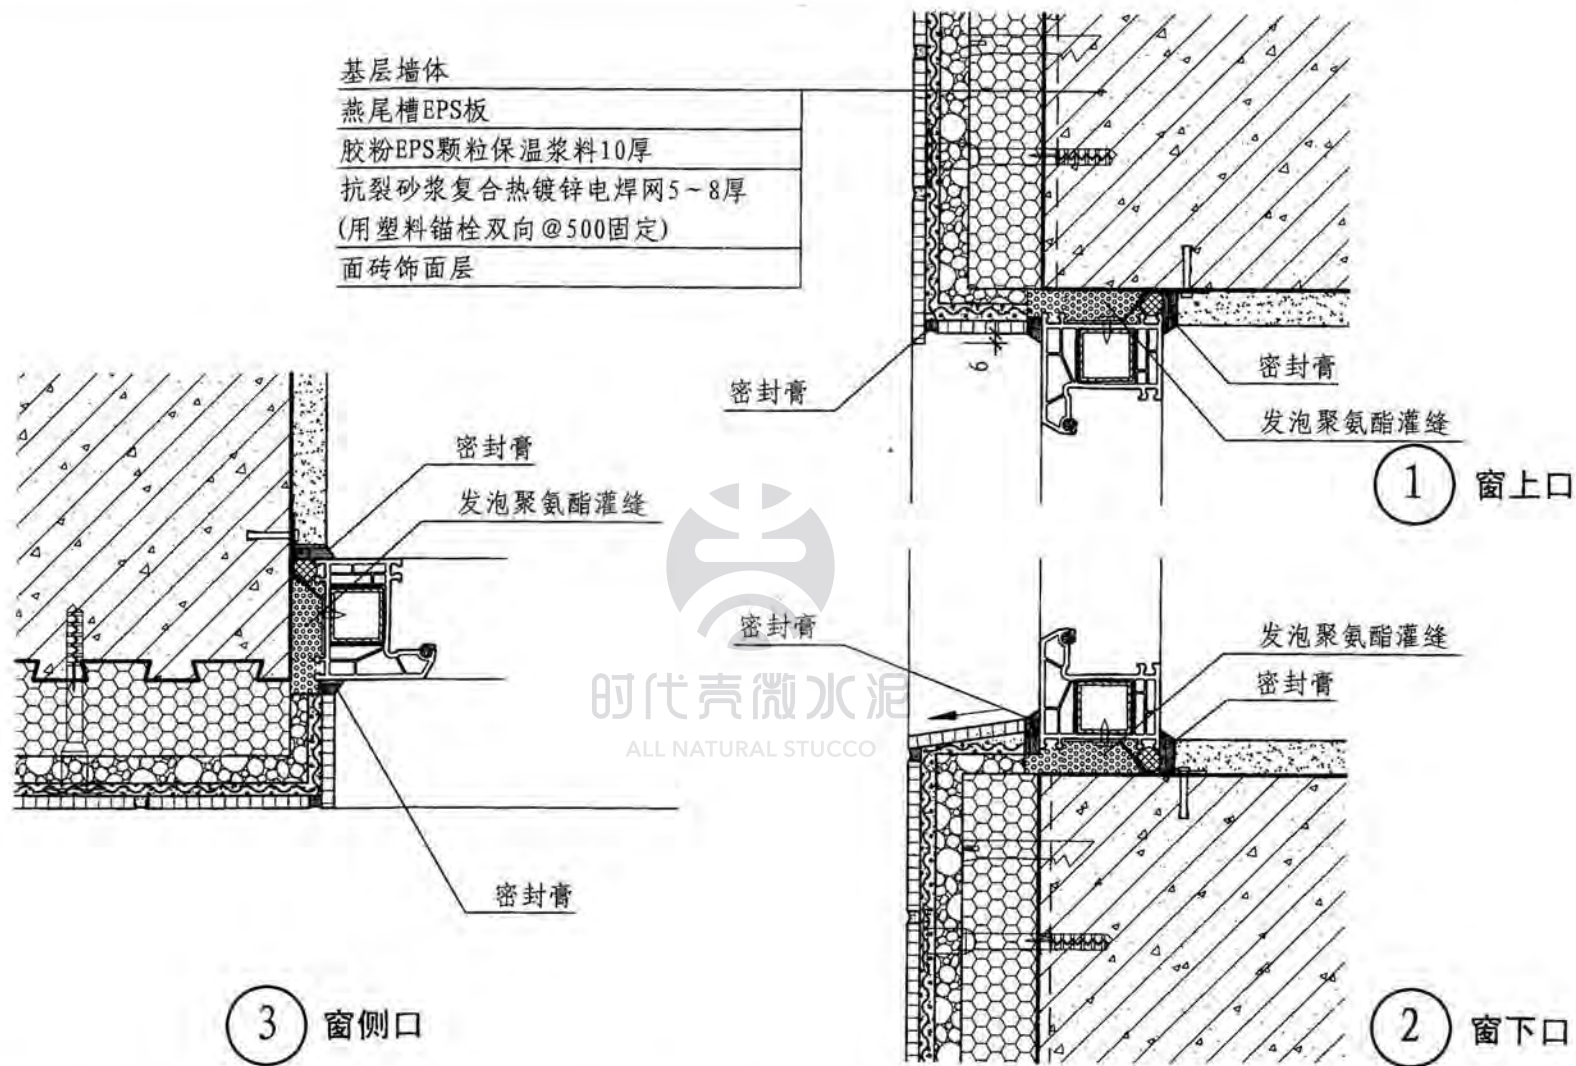 基层墙体
燕尾槽EPS板
胶粉EPS颗粒保温浆料10厚
抗裂砂浆复合热镀锌电焊网5~8厚
(用塑料锚栓双向@500固定)
面砖饰面层
密封膏
6
密封膏
发泡聚氨酯灌缝
1 窗上口
密封膏
发泡聚氨酯灌缝
密封膏
3 窗侧口
密封膏
发泡聚氨酯灌缝
密封膏
2 窗下口
时代壳微水泥
ALL NATURAL STUCCO